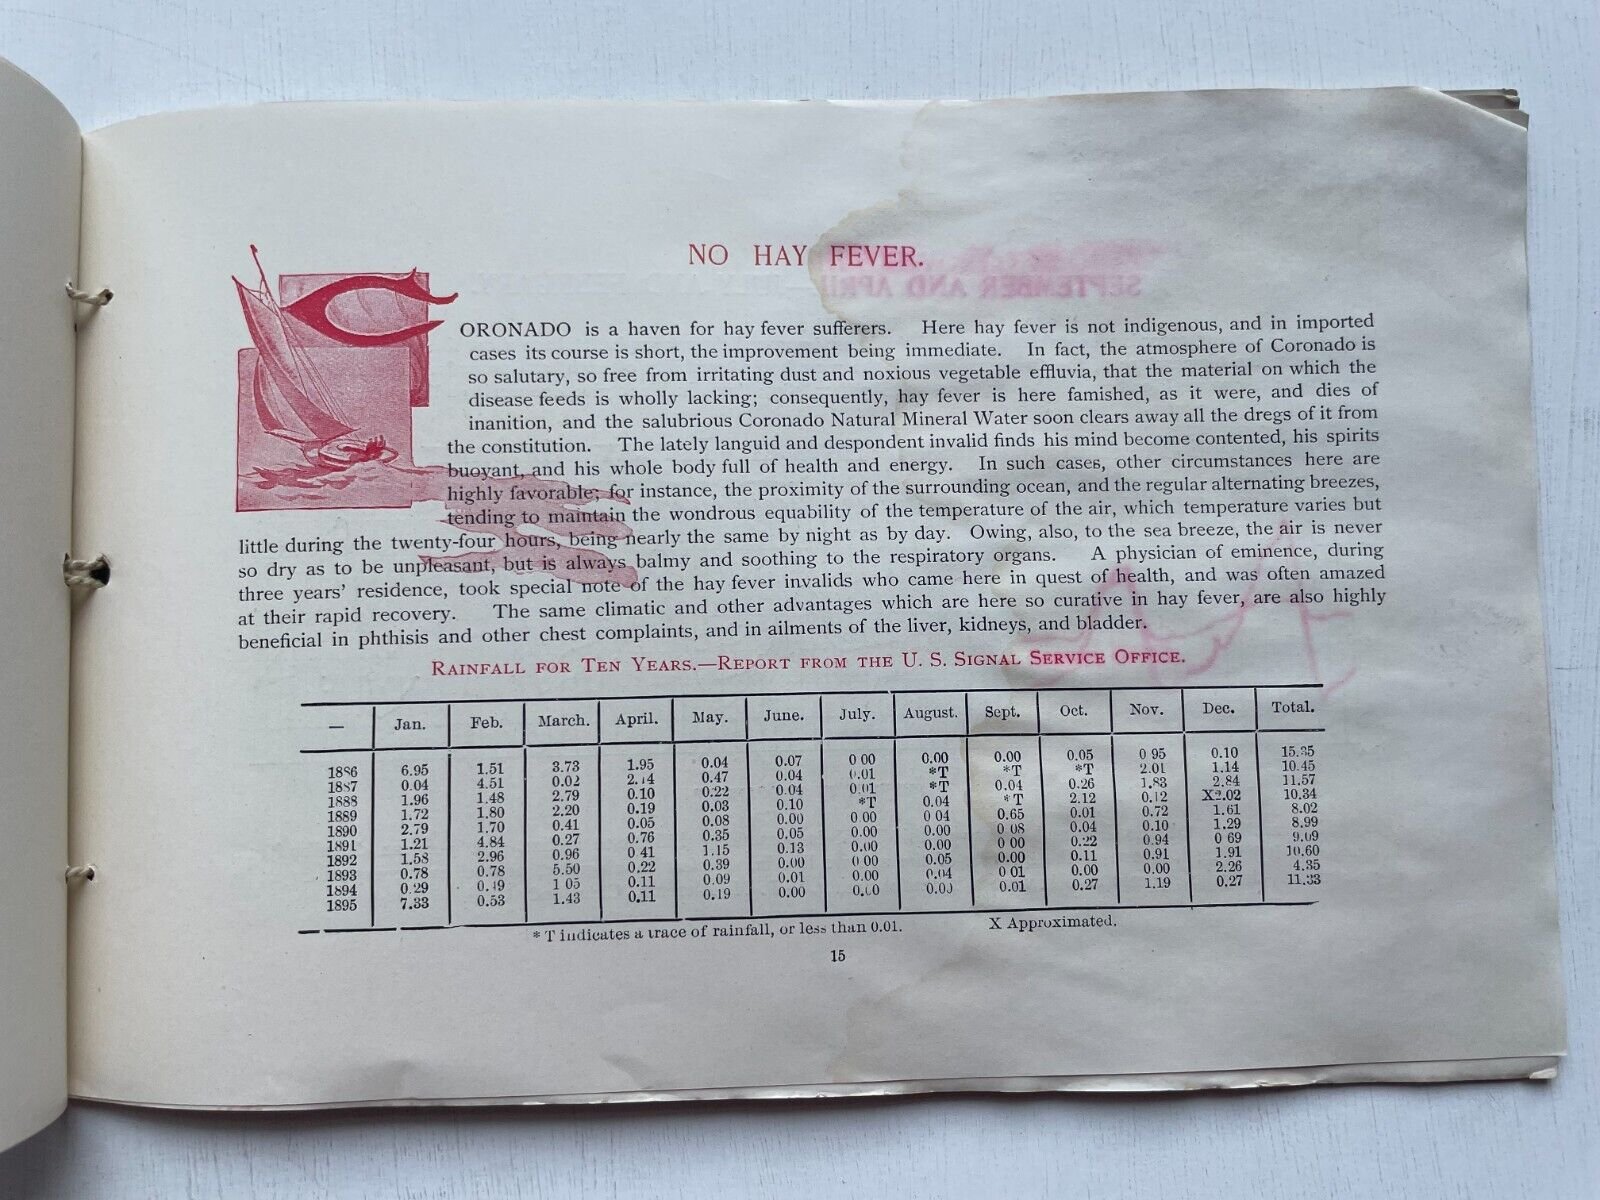 NO HAY FEVER.
CORONADO is a haven for hay fever sufferers. Here hay fever is not indigenous, and in imported
cases its course is short, the improvement being immediate. In fact, the atmosphere of Coronado is
so salutary, so free from irritating dust and noxious vegetable effluvia, that the material on which the
disease feeds is wholly lacking; consequently, hay fever is here famished, as it were, and dies of
inanition, and the salubrious Coronado Natural Mineral Water soon clears away all the dregs of it from
the constitution. The lately languid and despondent invalid finds his mind become contented, his spirits
buoyant, and his whole body full of health and energy. In such cases, other circumstances here are
highly favorable; for instance, the proximity of the surrounding ocean, and the regular alternating breezes,
tending to maintain the wondrous equability of the temperature of the air, which temperature varies but
little during the twenty-four hours, being nearly the same by night as by day. Owing, also, to the sea breeze, the air is never
so dry as to be unpleasant, but is always balmy and soothing to the respiratory organs. A physician of eminence, during
three years' residence, took special note of the hay fever invalids who came here in quest of health, and was often amazed
at their rapid recovery. The same climatic and other advantages which are here so curative in hay fever, are also highly
beneficial in phthisis and other chest complaints, and in ailments of the liver, kidneys, and bladder.
RAINFALL FOR TEN YEARS.—REPORT FROM THE U. S. SIGNAL SERVICE OFFICE.
— Jan. Feb. March. April. May. June. July. August. Sept. Oct. Nov. Dec. Total.
1886 6.95 1.51 3.73 1.95 0.04 0.07 0 00 0.00 0.00 0.05 0 95 0.10 15.35
1887 0.04 4.51 0.02 2.14 0.47 0.04 0.01 *T *T *T 2.01 1.14 10.45
1888 1.96 1.48 2.79 0.10 0.22 0.04 0.01 *T 0.04 0.26 1.83 2.84 11.57
1889 1.72 1.80 2.20 0.19 0.03 0.10 *T 0.04 *T 2.12 0.12 X2.02 10.34
1890 2.79 1.70 0.41 0.05 0.08 0.00 0 00 0 04 0.65 0.01 0.72 1.61 8.02
1891 1.21 4.84 0.27 0.76 0.35 0.05 0.00 0.00 0 08 0.04 0.10 1.29 8.99
1892 1.58 2.96 0.96 0 41 1.15 0.13 0.00 0.00 0 00 0.22 0.94 0 69 9.09
1893 0.78 0.78 5.50 0.22 0.39 0.00 0 00 0.05 0.00 0.11 0.91 1.91 10.60
1894 0.29 0.49 1 05 0.11 0.09 0.01 0.00 0.04 0 01 0.00 0.00 2.26 4.35
1895 7.33 0.53 1.43 0.11 0.19 0.00 0.00 0.00 0.01 0.27 1.19 0.27 11.33
* T indicates a trace of rainfall, or less than 0.01. X Approximated.
15